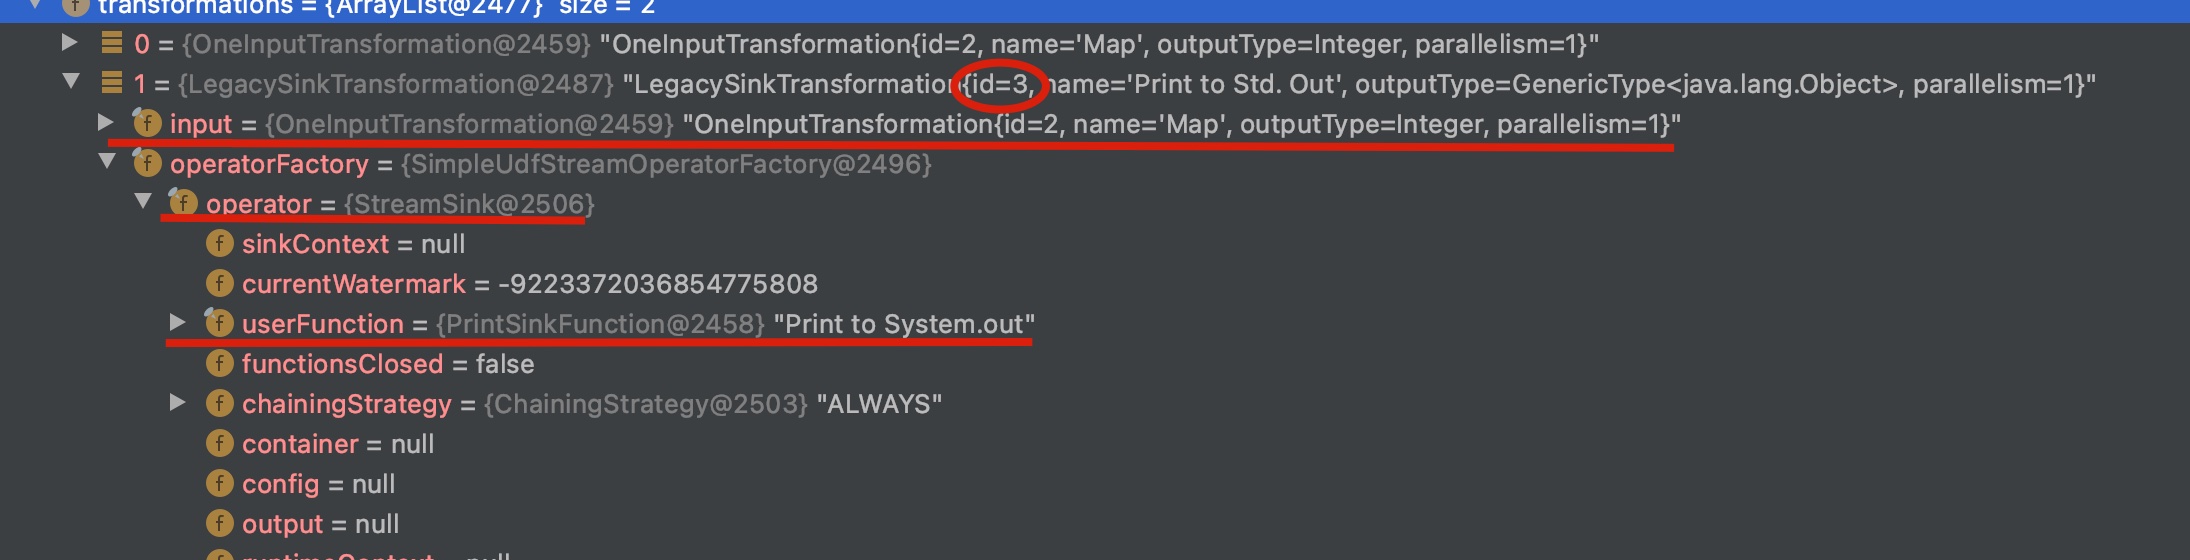 transformations = {ArrayList@2477} size = 2
0 = {OneInputTransformation@2459} "OneInputTransformation{id=2, name='Map', outputType=Integer, parallelism=1}"
1 = {LegacySinkTransformation@2487} "LegacySinkTransformation{id=3, name='Print to Std. Out', outputType=GenericType<java.lang.Object>, parallelism=1}"
f input = {OneInputTransformation@2459} "OneInputTransformation{id=2, name='Map', outputType=Integer, parallelism=1}"
f operatorFactory = {SimpleUdfStreamOperatorFactory@2496}
f operator = {StreamSink@2506}
f sinkContext = null
f currentWatermark = -9223372036854775808
f userFunction = {PrintSinkFunction@2458} "Print to System.out"
f functionsClosed = false
f chainingStrategy = {ChainingStrategy@2503} "ALWAYS"
f container = null
f config = null
f output = null
runtimeContext = null